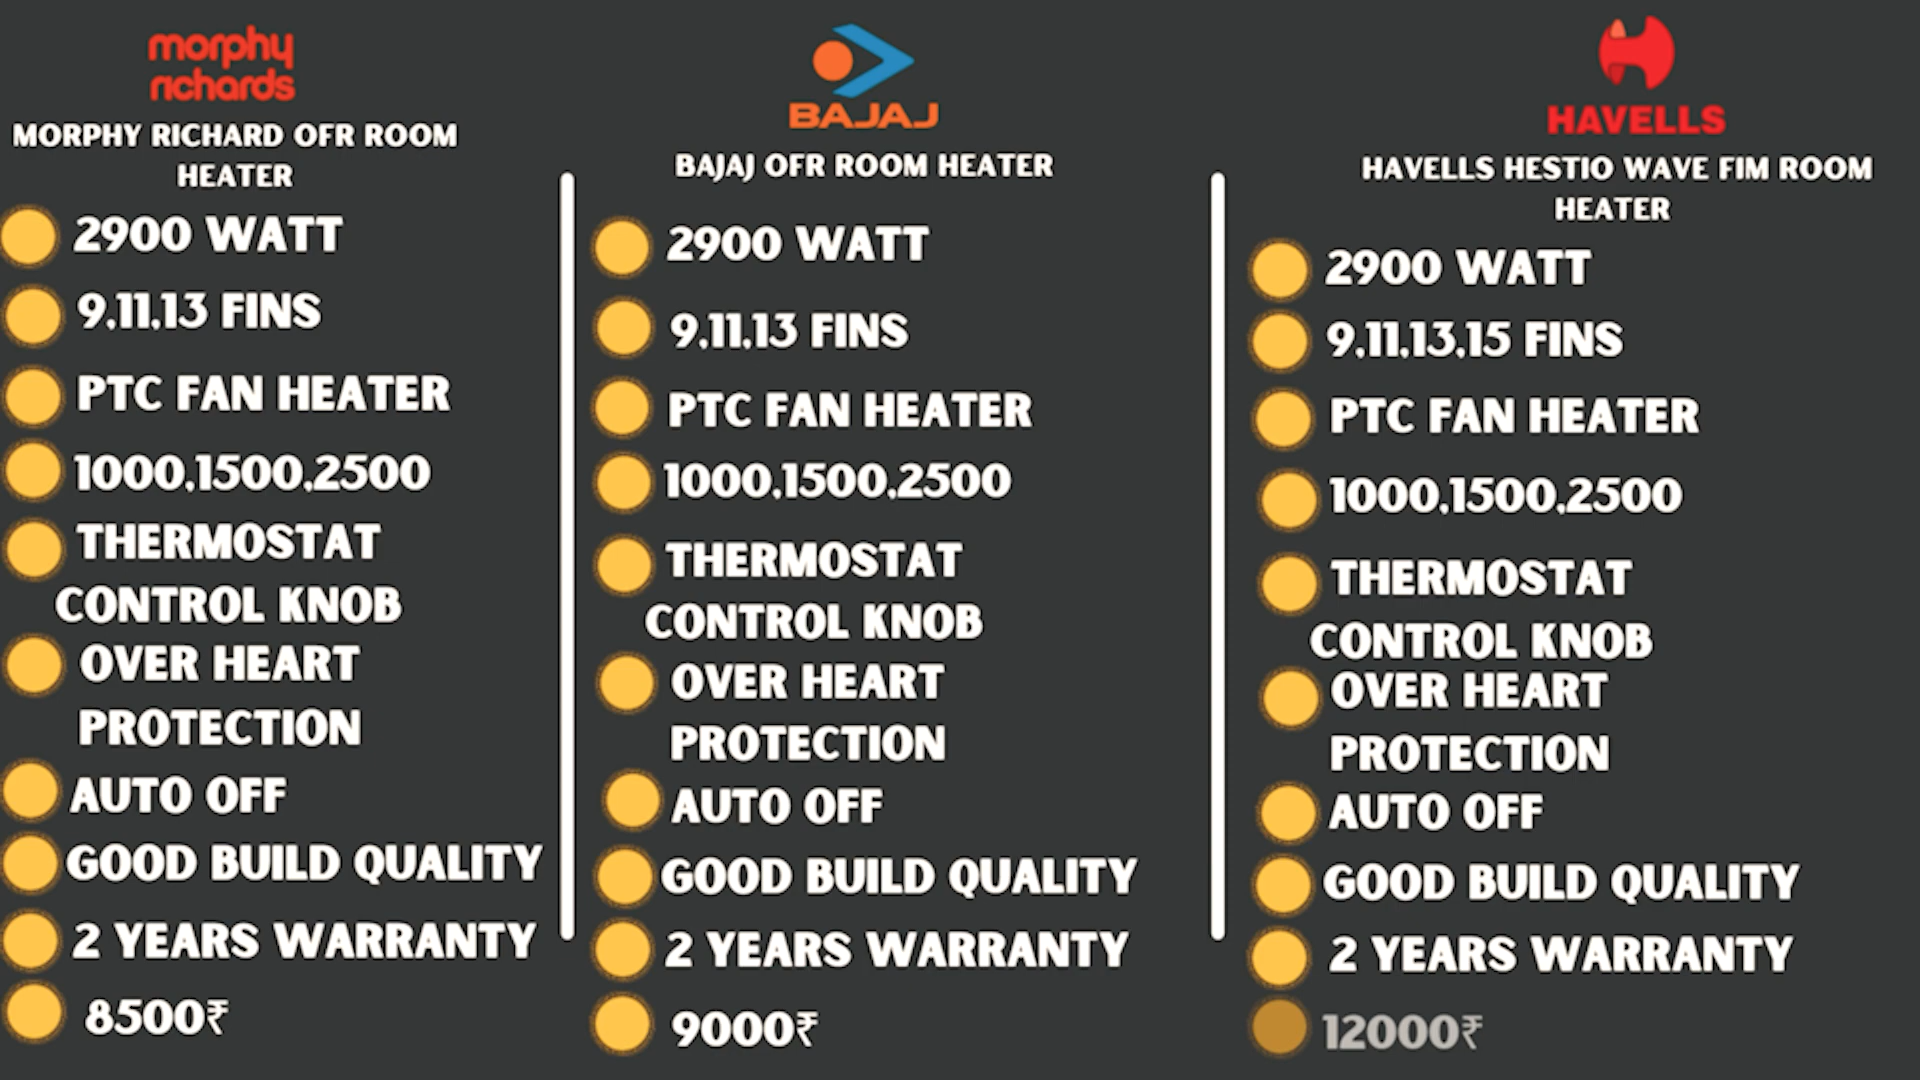 morphy
richards
MORPHY RICHARD OFR ROOM
HEATER
2900 WATT
9,11,13 FINS
PTC FAN HEATER
1000,1500,2500
THERMOSTAT
CONTROL KNOB
OVER HEART
PROTECTION
AUTO OFF
GOOD BUILD QUALITY
2 YEARS WARRANTY
8500₹
BAJAJ
BAJAJ OFR ROOM HEATER
2900 WATT
9,11,13 FINS
PTC FAN HEATER
1000,1500,2500
THERMOSTAT
CONTROL KNOB
OVER HEART
PROTECTION
AUTO OFF
GOOD BUILD QUALITY
2 YEARS WARRANTY
9000₹
HAVELLS
HAVELLS HESTIO WAVE FIM ROOM
HEATER
2900 WATT
9,11,13,15 FINS
PTC FAN HEATER
1000,1500,2500
THERMOSTAT
CONTROL KNOB
OVER HEART
PROTECTION
AUTO OFF
GOOD BUILD QUALITY
2 YEARS WARRANTY
12000₹